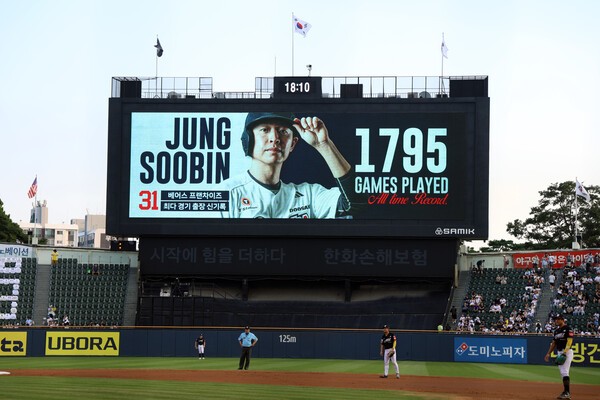 18:10
JUNG
SOOBIN
31
베어스 프랜차이즈
최다 경기 출장 신기록
1795
GAMES PLAYED
All time Record
SAMIK
시작에 힘을 더하다
한화손해보험
125m
UBORA
도미노피자